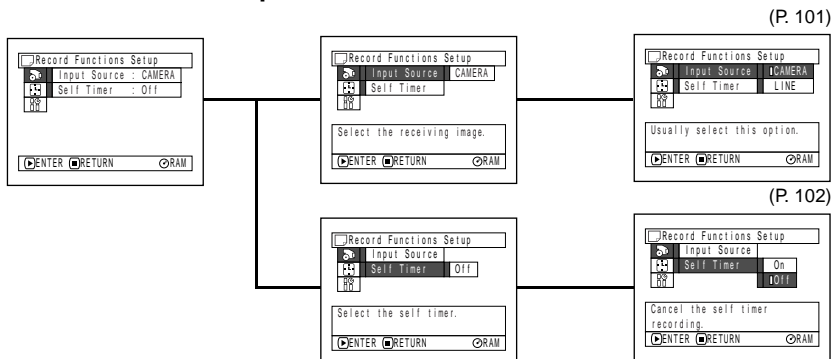 (P. 101)
Record Functions Setup
Input Source : CAMERA
Self Timer : Off
ENTER RETURN RAM
Record Functions Setup
Input Source CAMERA
Self Timer
Select the receiving image.
ENTER RETURN RAM
Record Functions Setup
Input Source CAMERA
Self Timer LINE
Usually select this option.
ENTER RETURN RAM
(P. 102)
Record Functions Setup
Input Source
Self Timer Off
Select the self timer.
ENTER RETURN RAM
Record Functions Setup
Input Source
Self Timer On
Off
Cancel the self timer
recording.
ENTER RETURN RAM